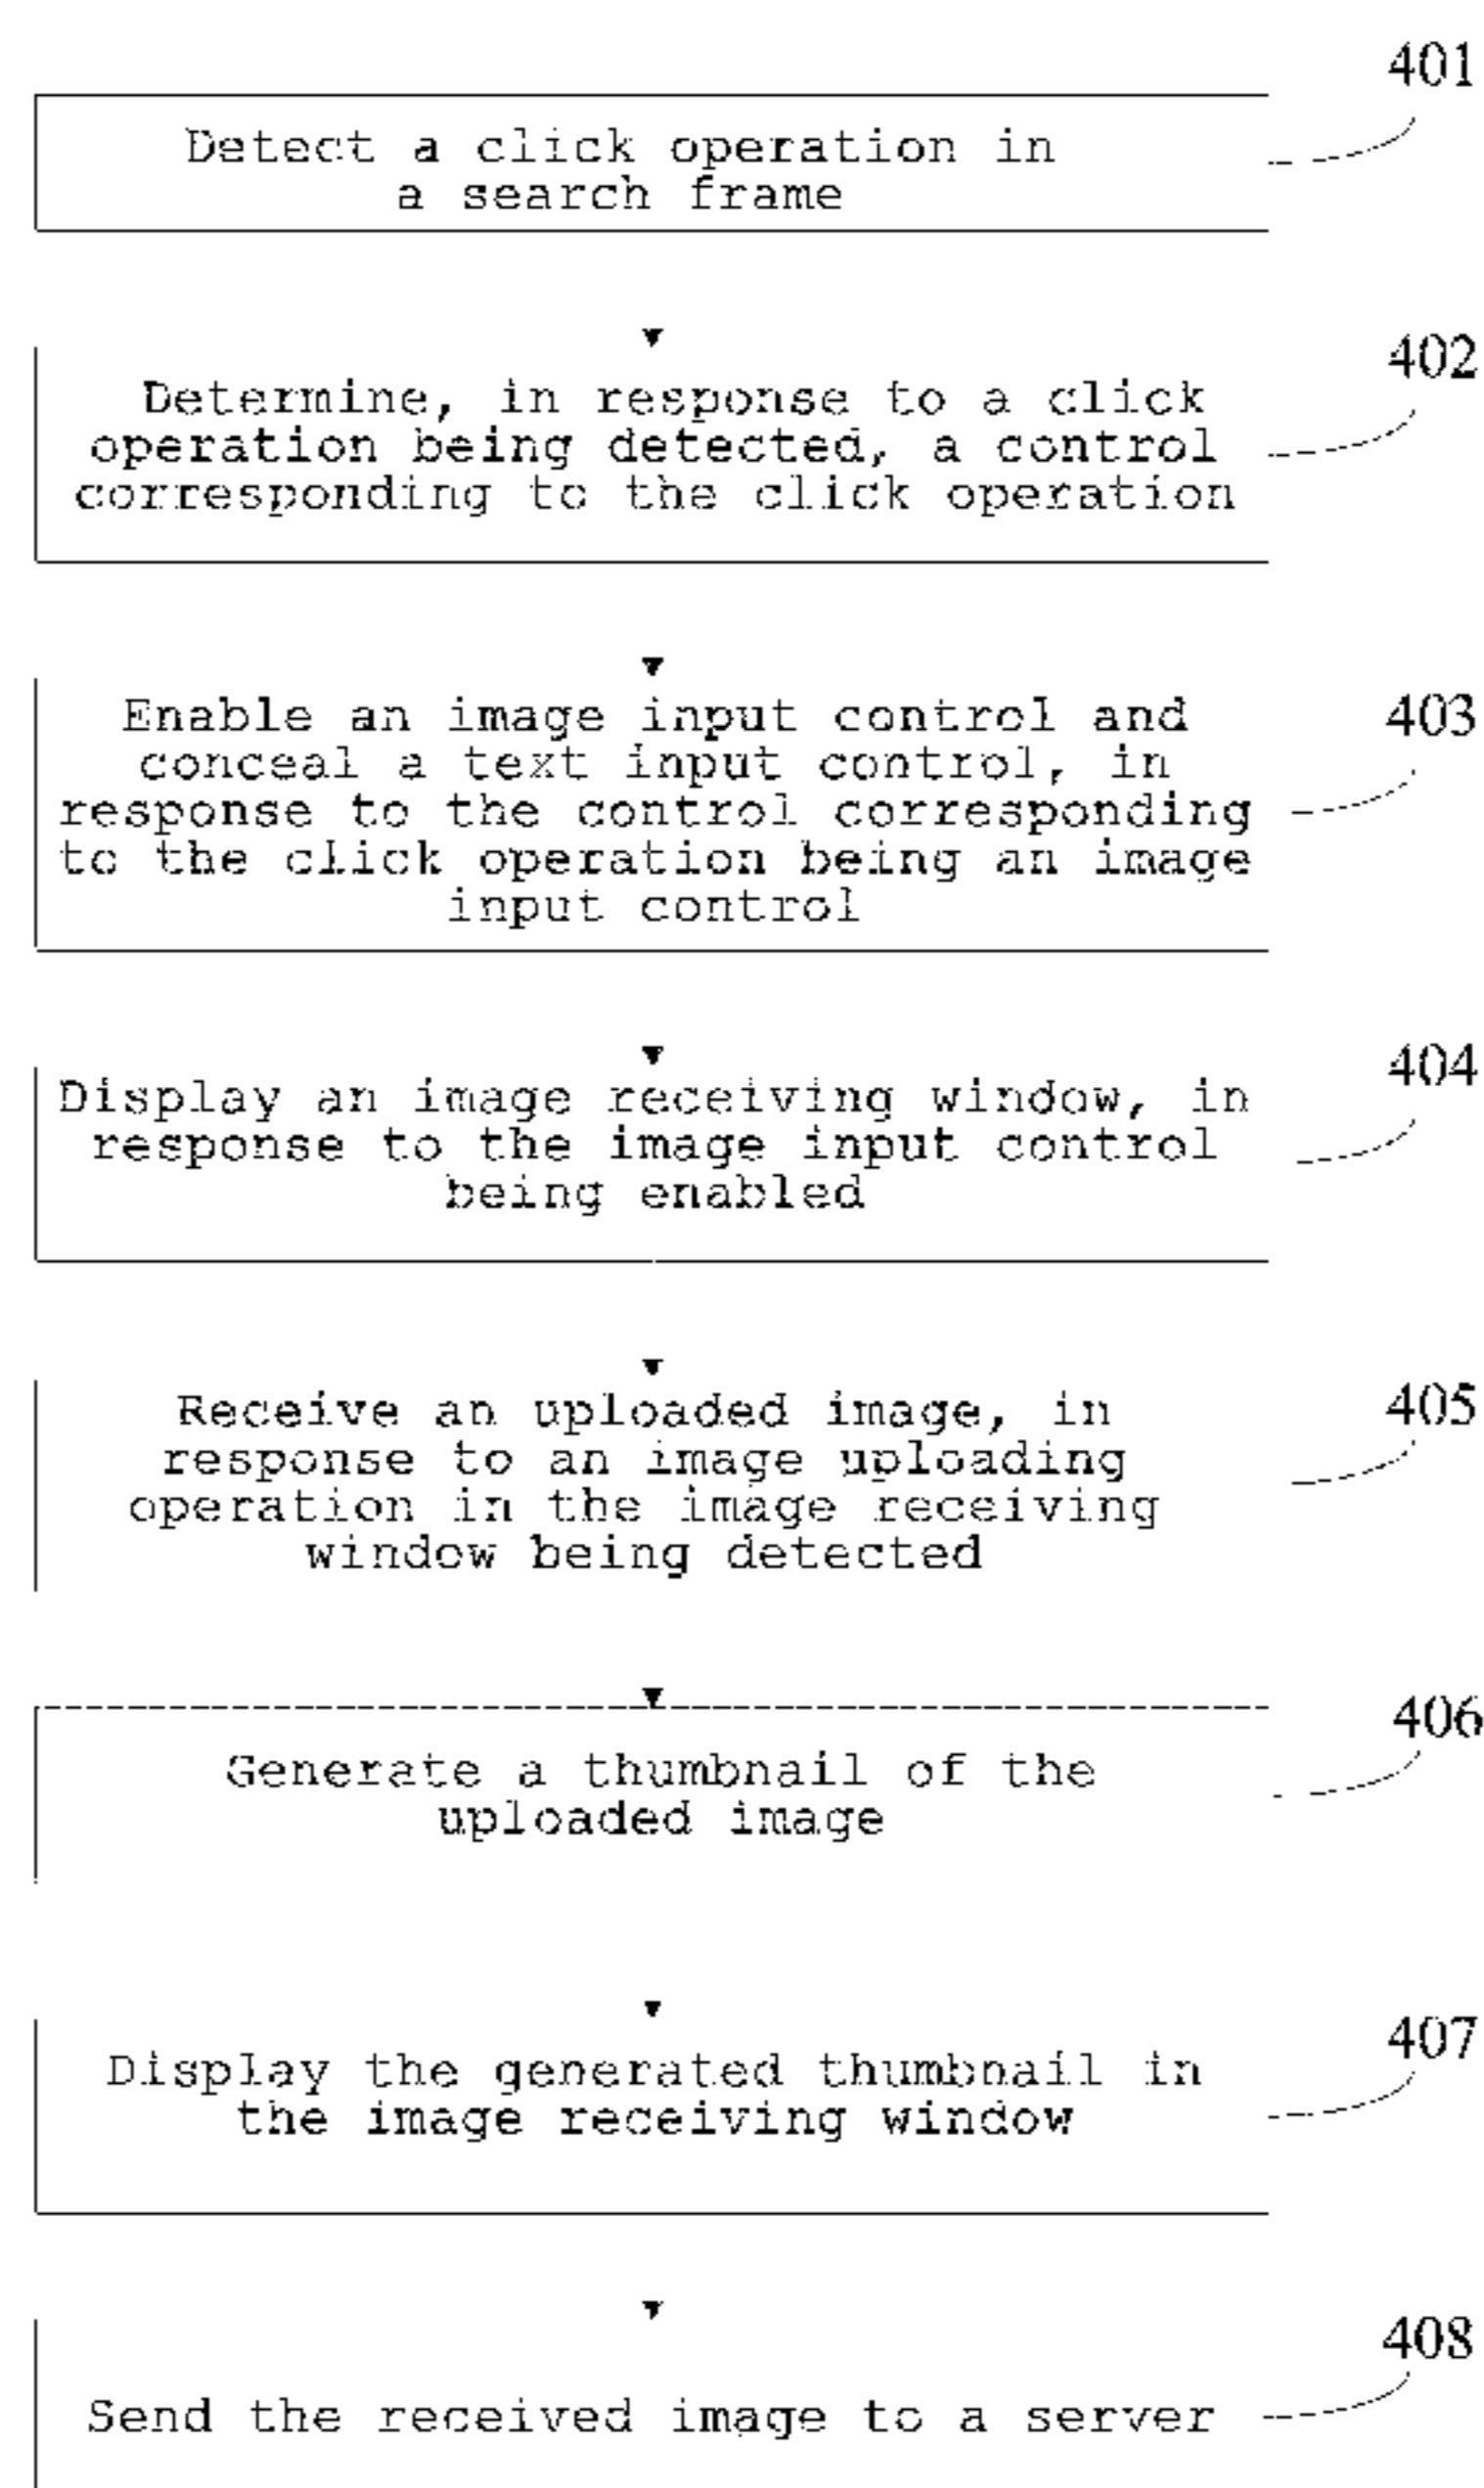 401
Detect a click operation in
a search frame
402
Determine, in response to a click
operation being detected, a control
corresponding to the click operation
403
Enable an image input control and
conceal a text input control, in
response to the control corresponding
to the click operation being an image
input control
404
Display an image receiving window, in
response to the image input control
being enabled
405
Receive an uploaded image, in
response to an image uploading
operation in the image receiving
window being detected
406
Generate a thumbnail of the
uploaded image
407
Display the generated thumbnail in
the image receiving window
408
Send the received image to a server